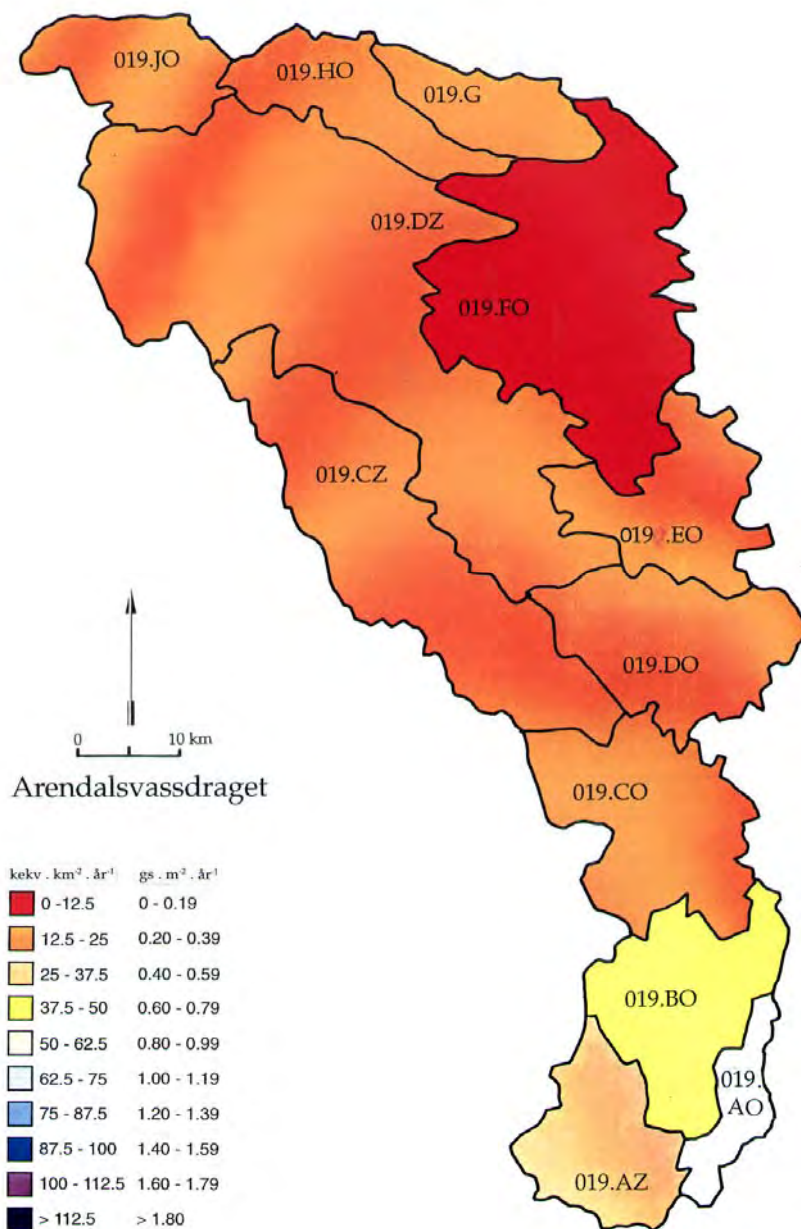 019.JO
019.HO
019.G
019.DZ
019.FO
019.CZ
019.EO
019.DO
0 10 km
Arendalsvassdraget
019.CO
kekv . km⁻² . år⁻¹ gs . m⁻² . år⁻¹
0 -12.5 0 - 0.19
12.5 - 25 0.20 - 0.39
25 - 37.5 0.40 - 0.59
37.5 - 50 0.60 - 0.79
50 - 62.5 0.80 - 0.99
62.5 - 75 1.00 - 1.19
75 - 87.5 1.20 - 1.39
87.5 - 100 1.40 - 1.59
100 - 112.5 1.60 - 1.79
> 112.5 > 1.80
019.BO
019.
AO
019.AZ